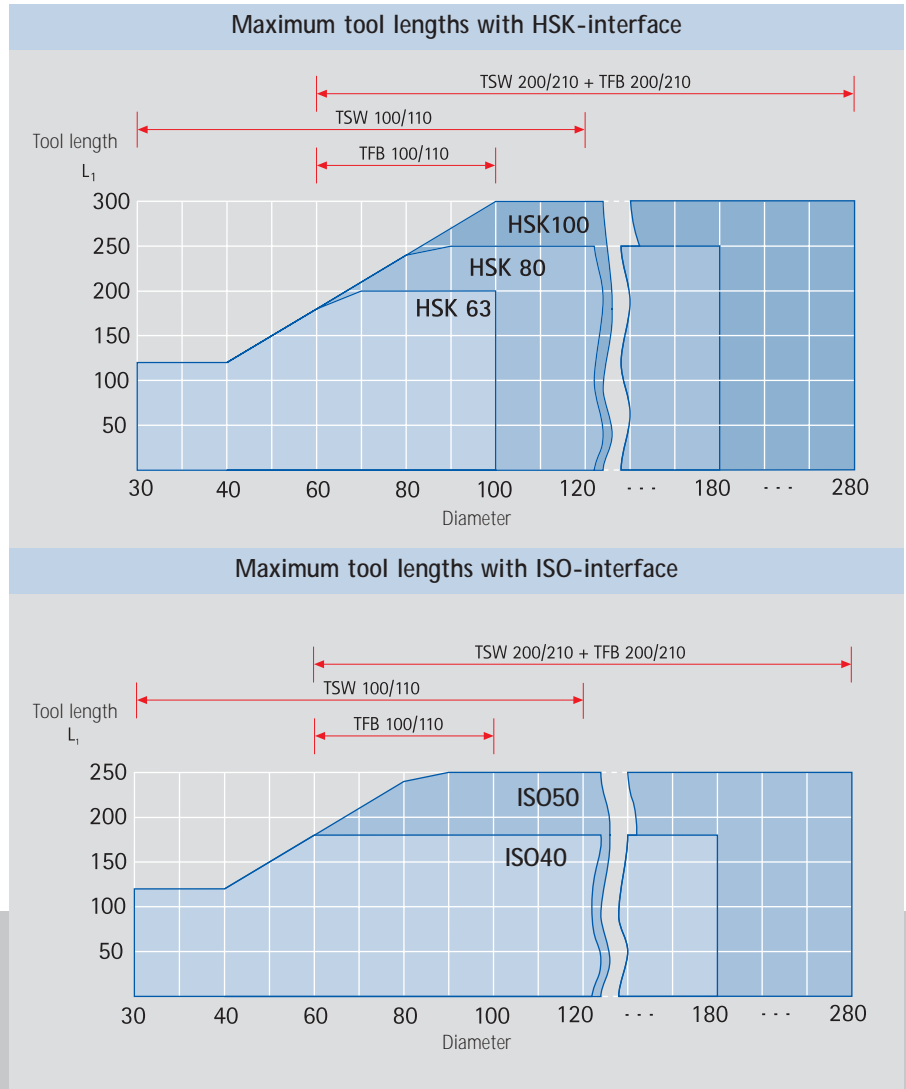 Maximum tool lengths with HSK-interface
TSW 200/210 + TFB 200/210
TSW 100/110
Tool length
TFB 100/110
L₁
300
HSK100
250
HSK 80
200
HSK 63
150
100
50
30 40 60 80 100 120 ··· 180 ··· 280
Diameter
Maximum tool lengths with ISO-interface
TSW 200/210 + TFB 200/210
TSW 100/110
Tool length
TFB 100/110
L₁
250
ISO50
200
ISO40
150
100
50
30 40 60 80 100 120 ··· 180 ··· 280
Diameter